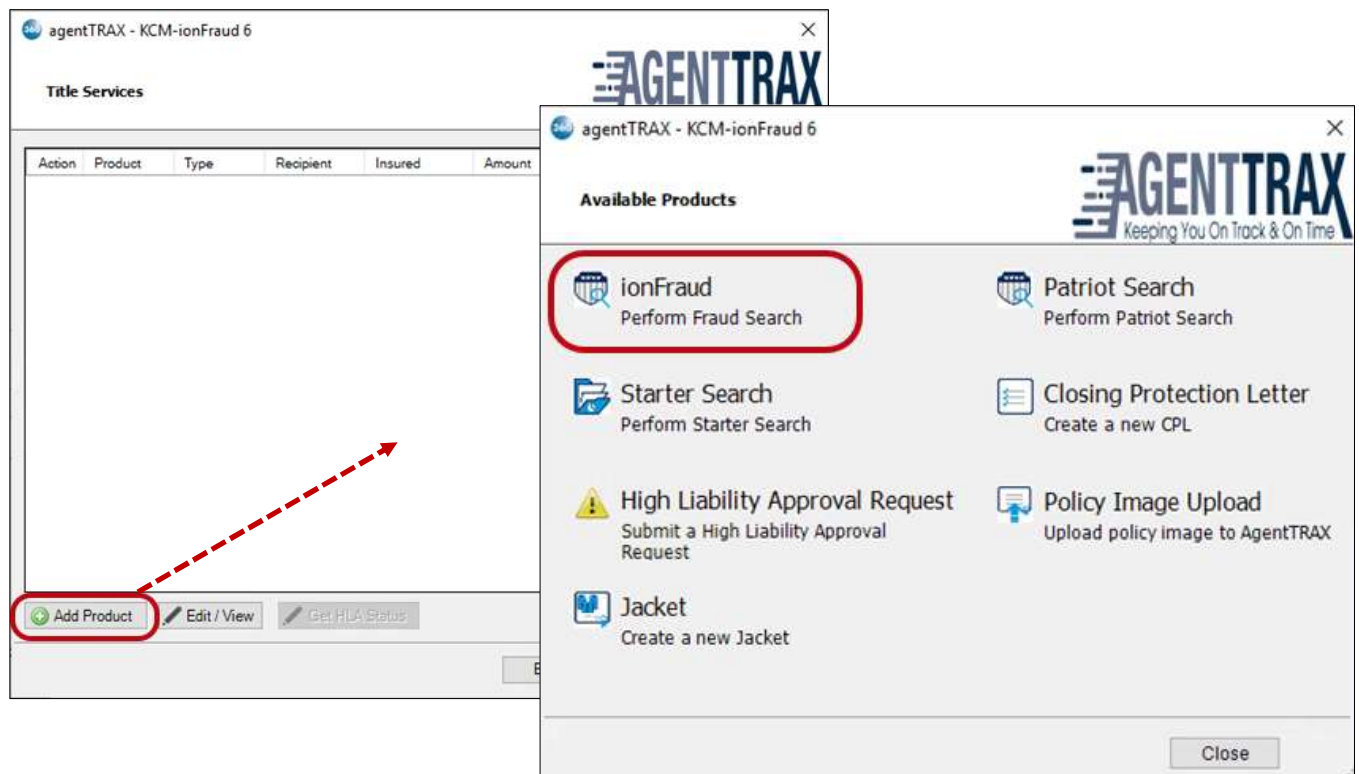 agentTRAX - KCM-ionFraud 6
AGENTTRAX
Title Services
Action Product Type Recipient Insured Amount
Add Product Edit / View Get HLA Status
agentTRAX - KCM-ionFraud 6
AGENTTRAX
Keeping You On Track & On Time
Available Products
ionFraud
Perform Fraud Search
Patriot Search
Perform Patriot Search
Starter Search
Perform Starter Search
Closing Protection Letter
Create a new CPL
High Liability Approval Request
Submit a High Liability Approval
Request
Policy Image Upload
Upload policy image to AgentTRAX
Jacket
Create a new Jacket
Close